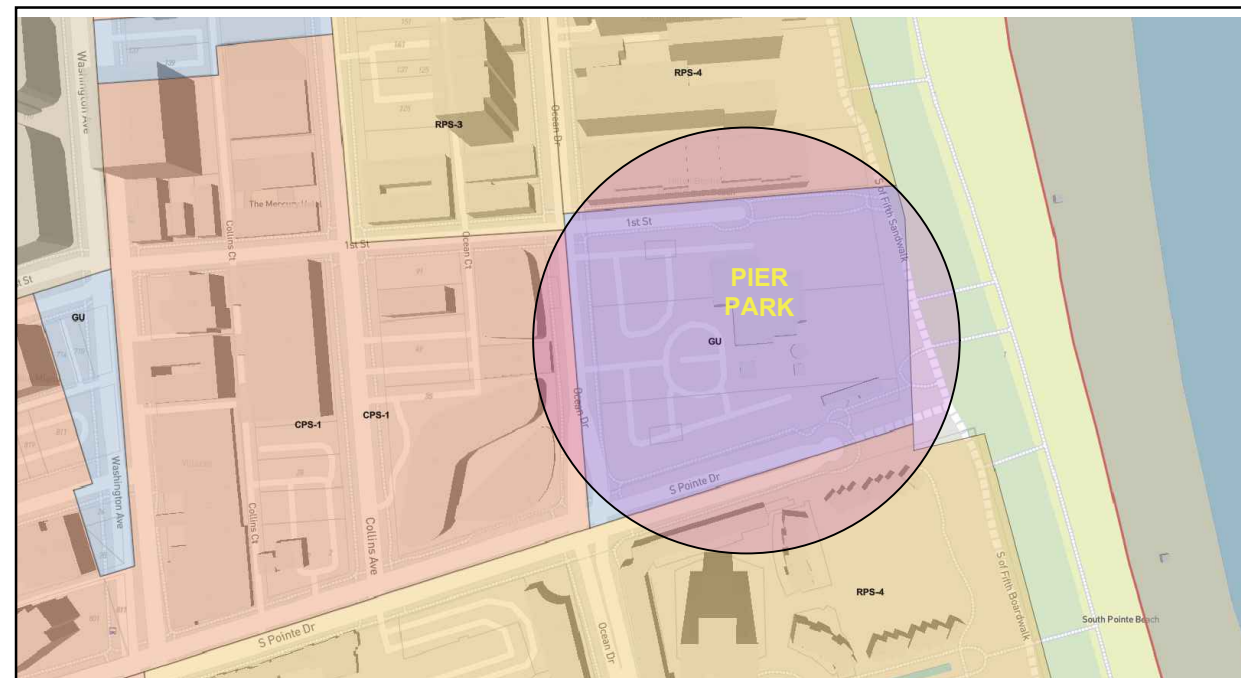 Washington Ave
RPS-4
RPS-3
Ocean Dr
The Mercury Hotel
Collins Ct
1st St
1st St
Ocean Ct
S of Fifth Sandwalk
PIER
PARK
GU
GU
CPS-1
CPS-1
Ocean Dr
S Pointe Dr
Washington Ave
Collins Ct
Collins Ave
RPS-4
S of Fifth Boardwalk
South Pointe Beach
S Pointe Dr
Ocean Dr